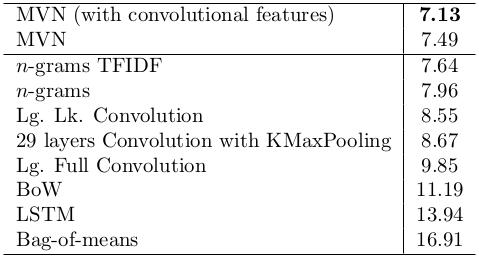 MVN (with convolutional features) 7.13
MVN 7.49
n-grams TFIDF 7.64
n-grams 7.96
Lg. Lk. Convolution 8.55
29 layers Convolution with KMaxPooling 8.67
Lg. Full Convolution 9.85
BoW 11.19
LSTM 13.94
Bag-of-means 16.91